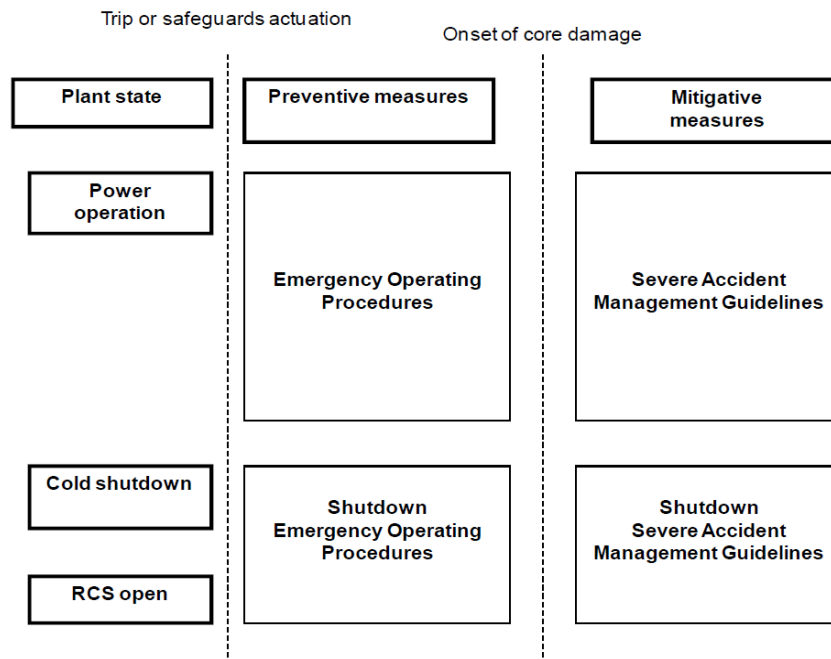 Trip or safeguards actuation
Onset of core damage
Plant state
Preventive measures
Mitigative
measures
Power
operation
Emergency Operating
Procedures
Severe Accident
Management Guidelines
Cold shutdown
Shutdown
Emergency Operating
Procedures
Shutdown
Severe Accident
Management Guidelines
RCS open